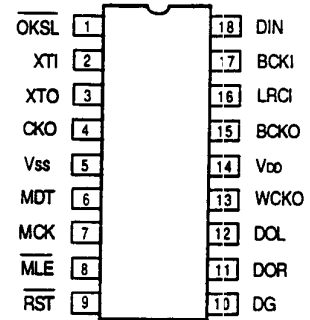 OKSL 1 18 DIN
XTI 2 17 BCKI
XTO 3 16 LRCI
CKO 4 15 BCKO
Vss 5 14 VDD
MDT 6 13 WCKO
MCK 7 12 DOL
MLE 8 11 DOR
RST 9 10 DG